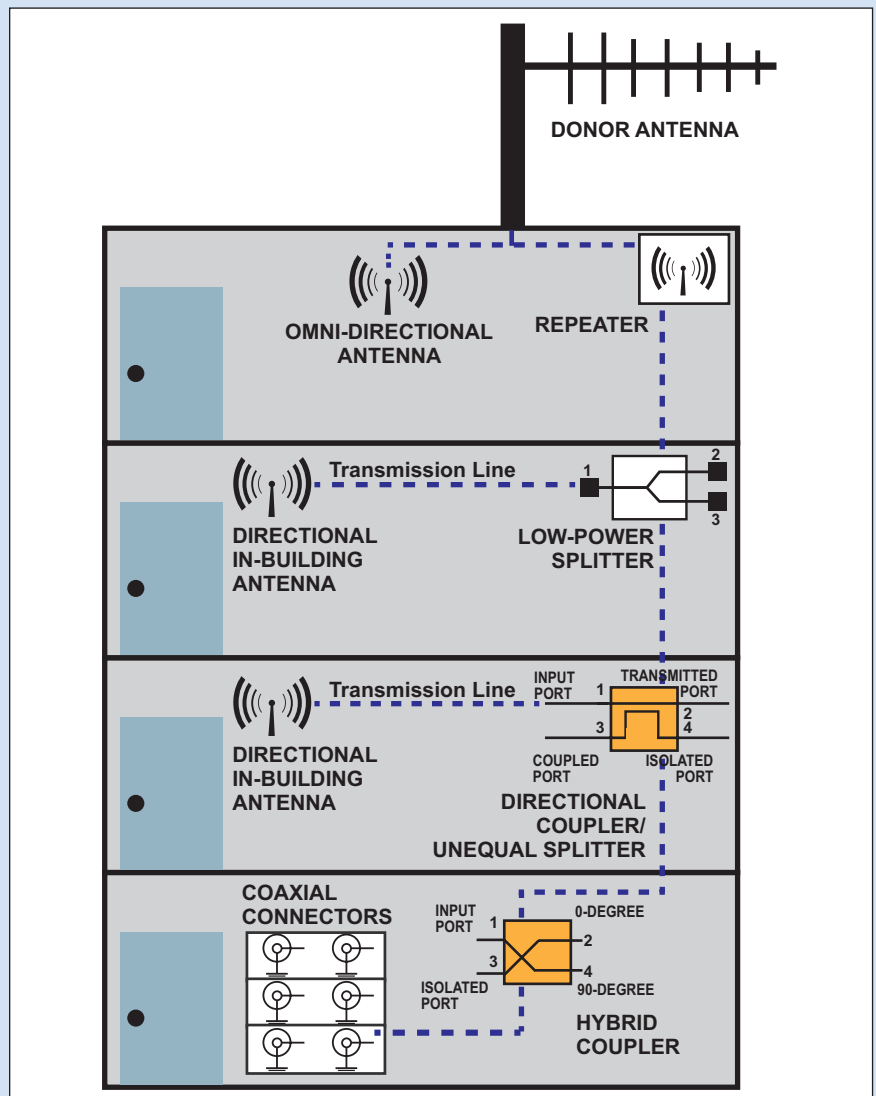 DONOR ANTENNA
OMNI-DIRECTIONAL
ANTENNA
REPEATER
1
Transmission Line
2
3
DIRECTIONAL
IN-BUILDING
ANTENNA
LOW-POWER
SPLITTER
INPUT
PORT
1
TRANSMITTED
PORT
Transmission Line
2
3
4
COUPLED
PORT
ISOLATED
PORT
DIRECTIONAL
IN-BUILDING
ANTENNA
DIRECTIONAL
COUPLER/
UNEQUAL SPLITTER
COAXIAL
CONNECTORS
INPUT
PORT
1
0-DEGREE
2
3
4
ISOLATED
PORT
90-DEGREE
HYBRID
COUPLER